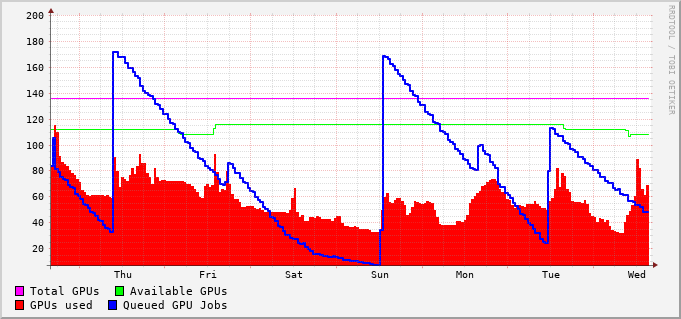 200
180
160
140
120
100
80
60
40
20
Thu Fri Sat Sun Mon Tue Wed
Total GPUs Available GPUs
GPUs used Queued GPU Jobs
RRDTOOL / TOBI OETIKER